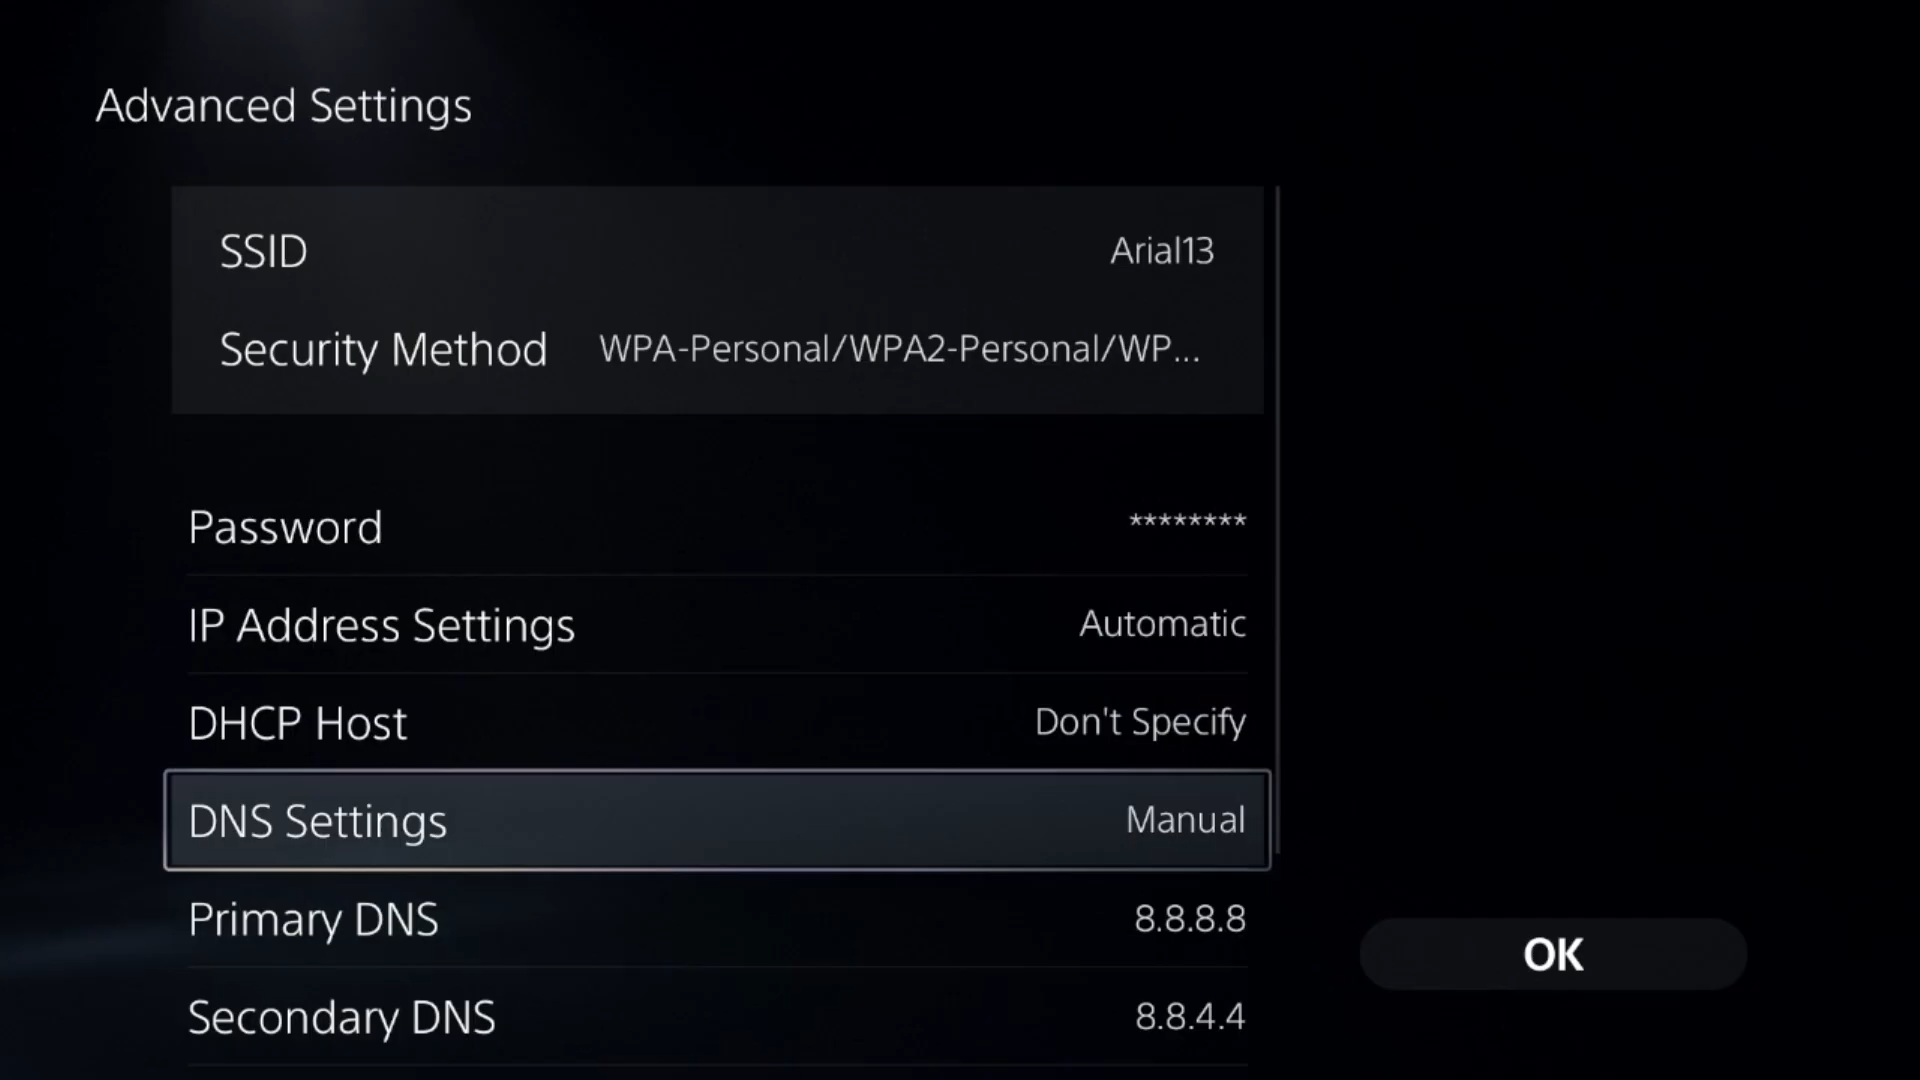 Advanced Settings
SSID Arial13
Security Method WPA-Personal/WPA2-Personal/WP...
Password ********
IP Address Settings Automatic
DHCP Host Don't Specify
DNS Settings Manual
Primary DNS 8.8.8.8
OK
Secondary DNS 8.8.4.4